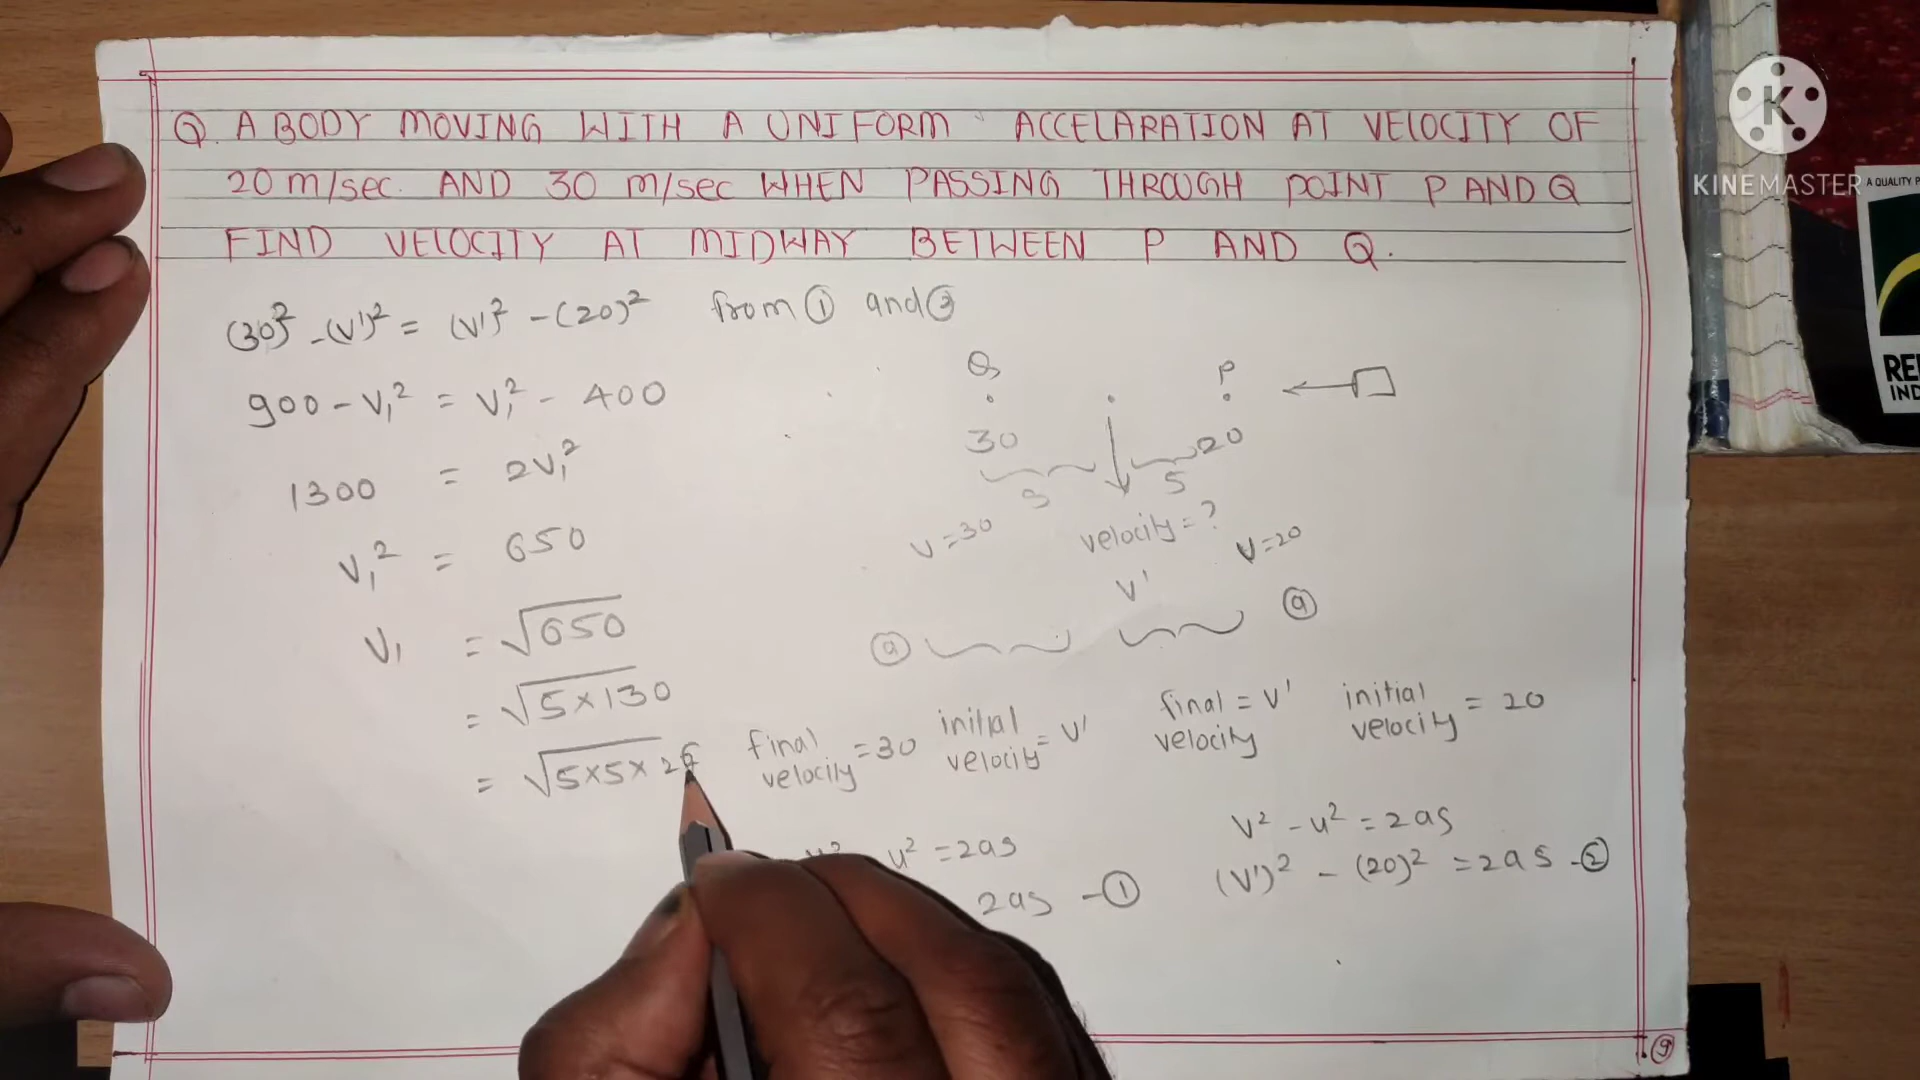 Q. A BODY MOVING WITH A UNIFORM ACCELARATION AT VELOCITY OF
20 m/sec. AND 30 m/sec WHEN PASSING THROUGH POINT P AND Q
FIND VELOCITY AT MIDWAY BETWEEN P AND Q.
(30)² - (v')² = (v')² - (20)² from ① and ②
900 - v₁² = v₁² - 400
1300 = 2v₁²
v₁² = 650
v₁ = √650
= √5×130
= √5×5×26
Q P
30 20
S S
v=30 velocity=? v=20
v'
ⓐ ⓐ
final velocity = 30 initial velocity = v' final velocity = v' initial velocity = 20
u² = 2as
2as - ①
v² - u² = 2as
(v')² - (20)² = 2as - ②
⑨
K
KINEMASTER
A QUALITY P
IND